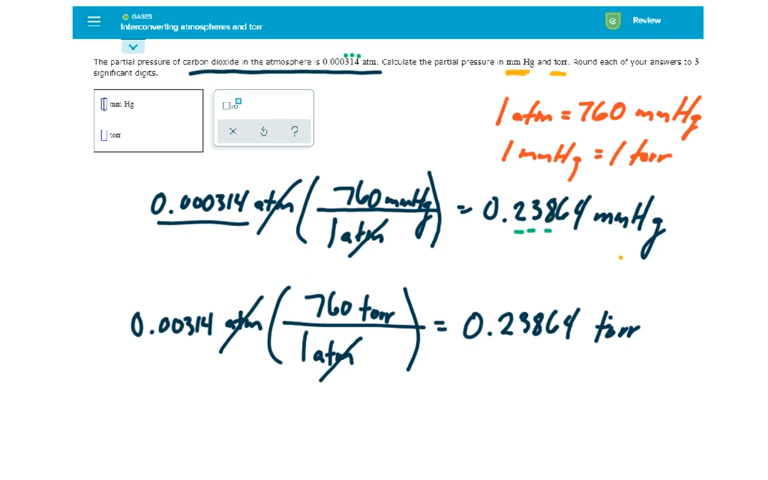 GASES
Interconverting atmospheres and torr
Review
The partial pressure of carbon dioxide in the atmosphere is 0.000314 atm. Calculate the partial pressure in mm Hg and torr. Round each of your answers to 3
significant digits.
mm Hg
x10
× ?
torr
1 atm = 760 mmHg
1 mmHg = 1 torr
0.000314 atm (760 mmHg / 1 atm) = 0.23864 mmHg
0.00314 atm (760 torr / 1 atm) = 0.23864 torr